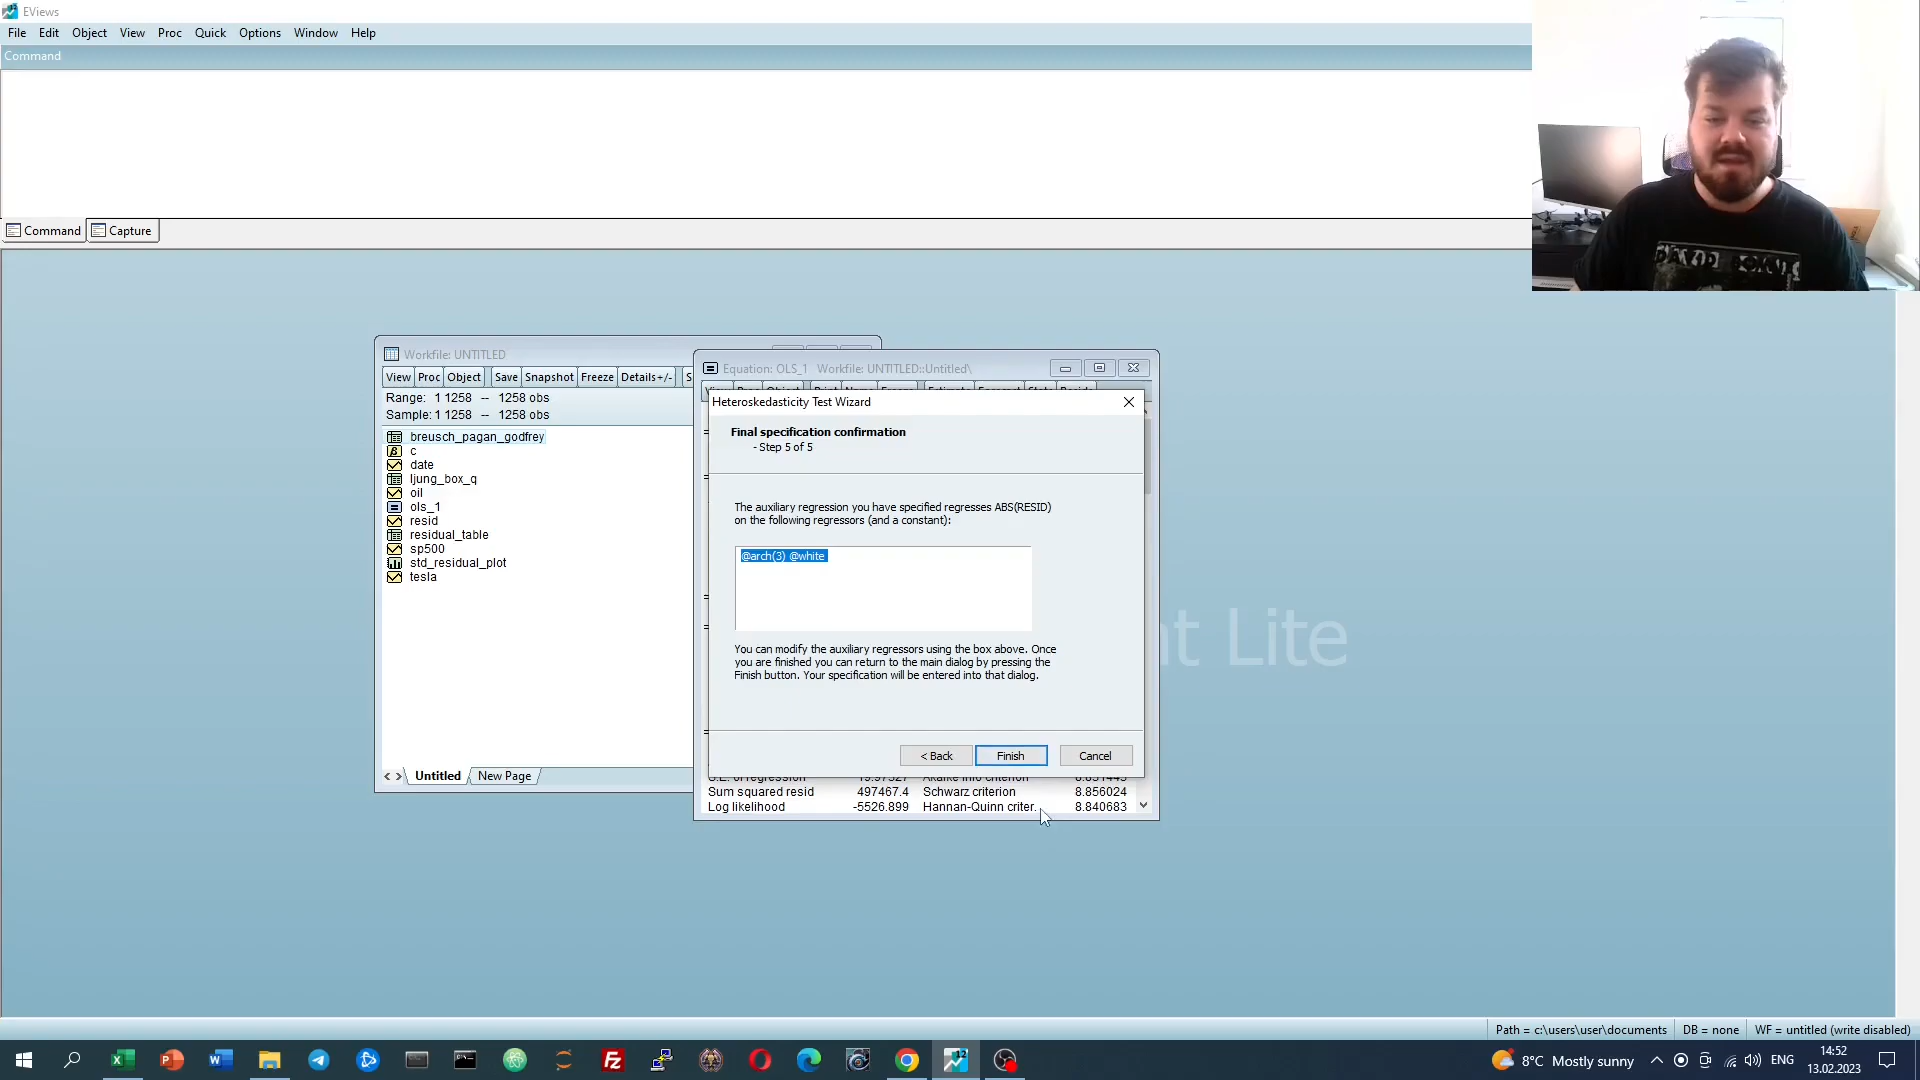 EViews
File Edit Object View Proc Quick Options Window Help
Command
Command Capture
Workfile: UNTITLED
View Proc Object Save Snapshot Freeze Details+/-
Range: 1 1258 -- 1258 obs
Sample: 1 1258 -- 1258 obs
breusch_pagan_godfrey
c
date
ljung_box_q
oil
ols_1
resid
residual_table
sp500
std_residual_plot
tesla
< > Untitled New Page
Equation: OLS_1 Workfile: UNTITLED::Untitled\
Heteroskedasticity Test Wizard
Final specification confirmation
- Step 5 of 5
The auxiliary regression you have specified regresses ABS(RESID)
on the following regressors (and a constant):
@arch(3) @white
You can modify the auxiliary regressors using the box above. Once
you are finished you can return to the main dialog by pressing the
Finish button. Your specification will be entered into that dialog.
< Back Finish Cancel
Sum squared resid 497467.4 Schwarz criterion 8.856024
Log likelihood -5526.899 Hannan-Quinn criter. 8.840683
nt Lite
Path = c:\users\user\documents DB = none WF = untitled (write disabled)
8°C Mostly sunny ENG 14:52
13.02.2023